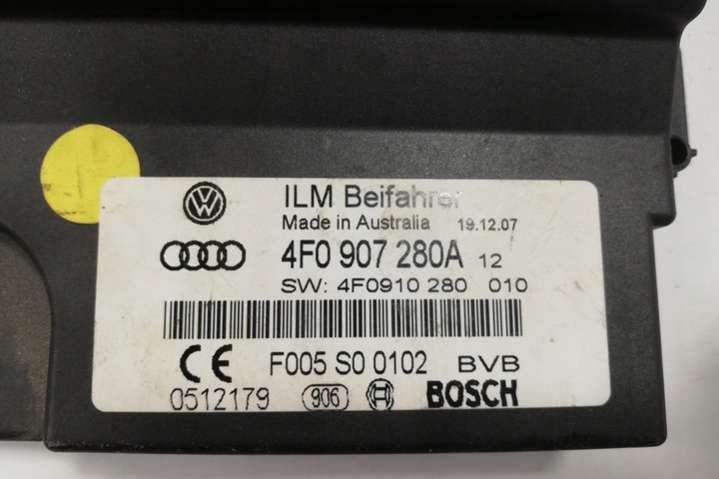 ILM Beifahrer
Made in Australia 19.12.07
4F0 907 280A 12
SW: 4F0910 280 010
CE F005 S0 0102 BVB
0512179 906 BOSCH